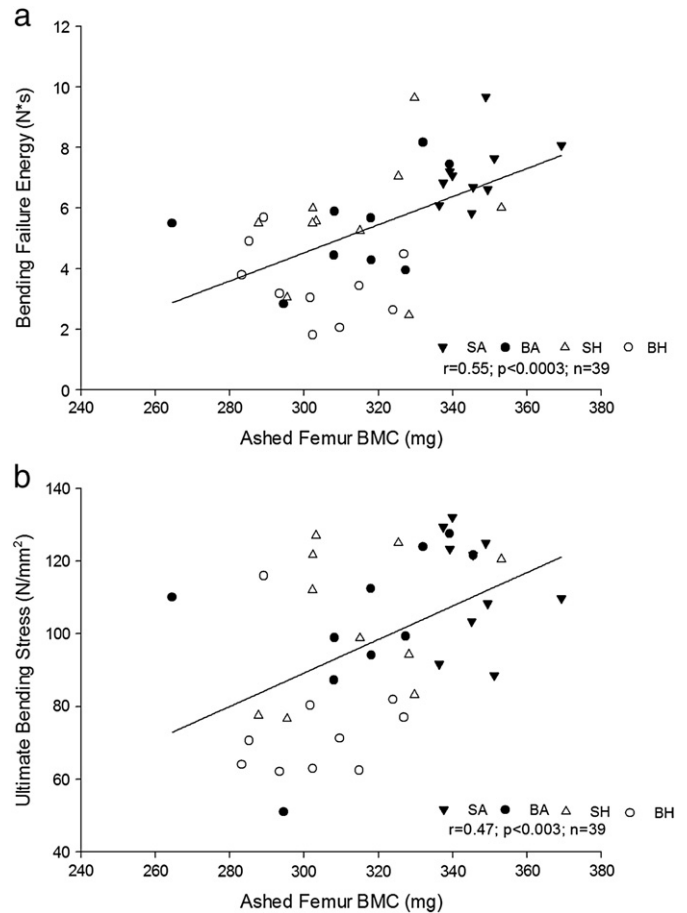 a
12
10
8
6
4
2
0
Bending Failure Energy (N*s)
SA BA SH BH
r=0.55; p<0.0003; n=39
240 260 280 300 320 340 360 380
Ashed Femur BMC (mg)
b
140
120
100
80
60
40
Ultimate Bending Stress (N/mm²)
SA BA SH BH
r=0.47; p<0.003; n=39
240 260 280 300 320 340 360 380
Ashed Femur BMC (mg)